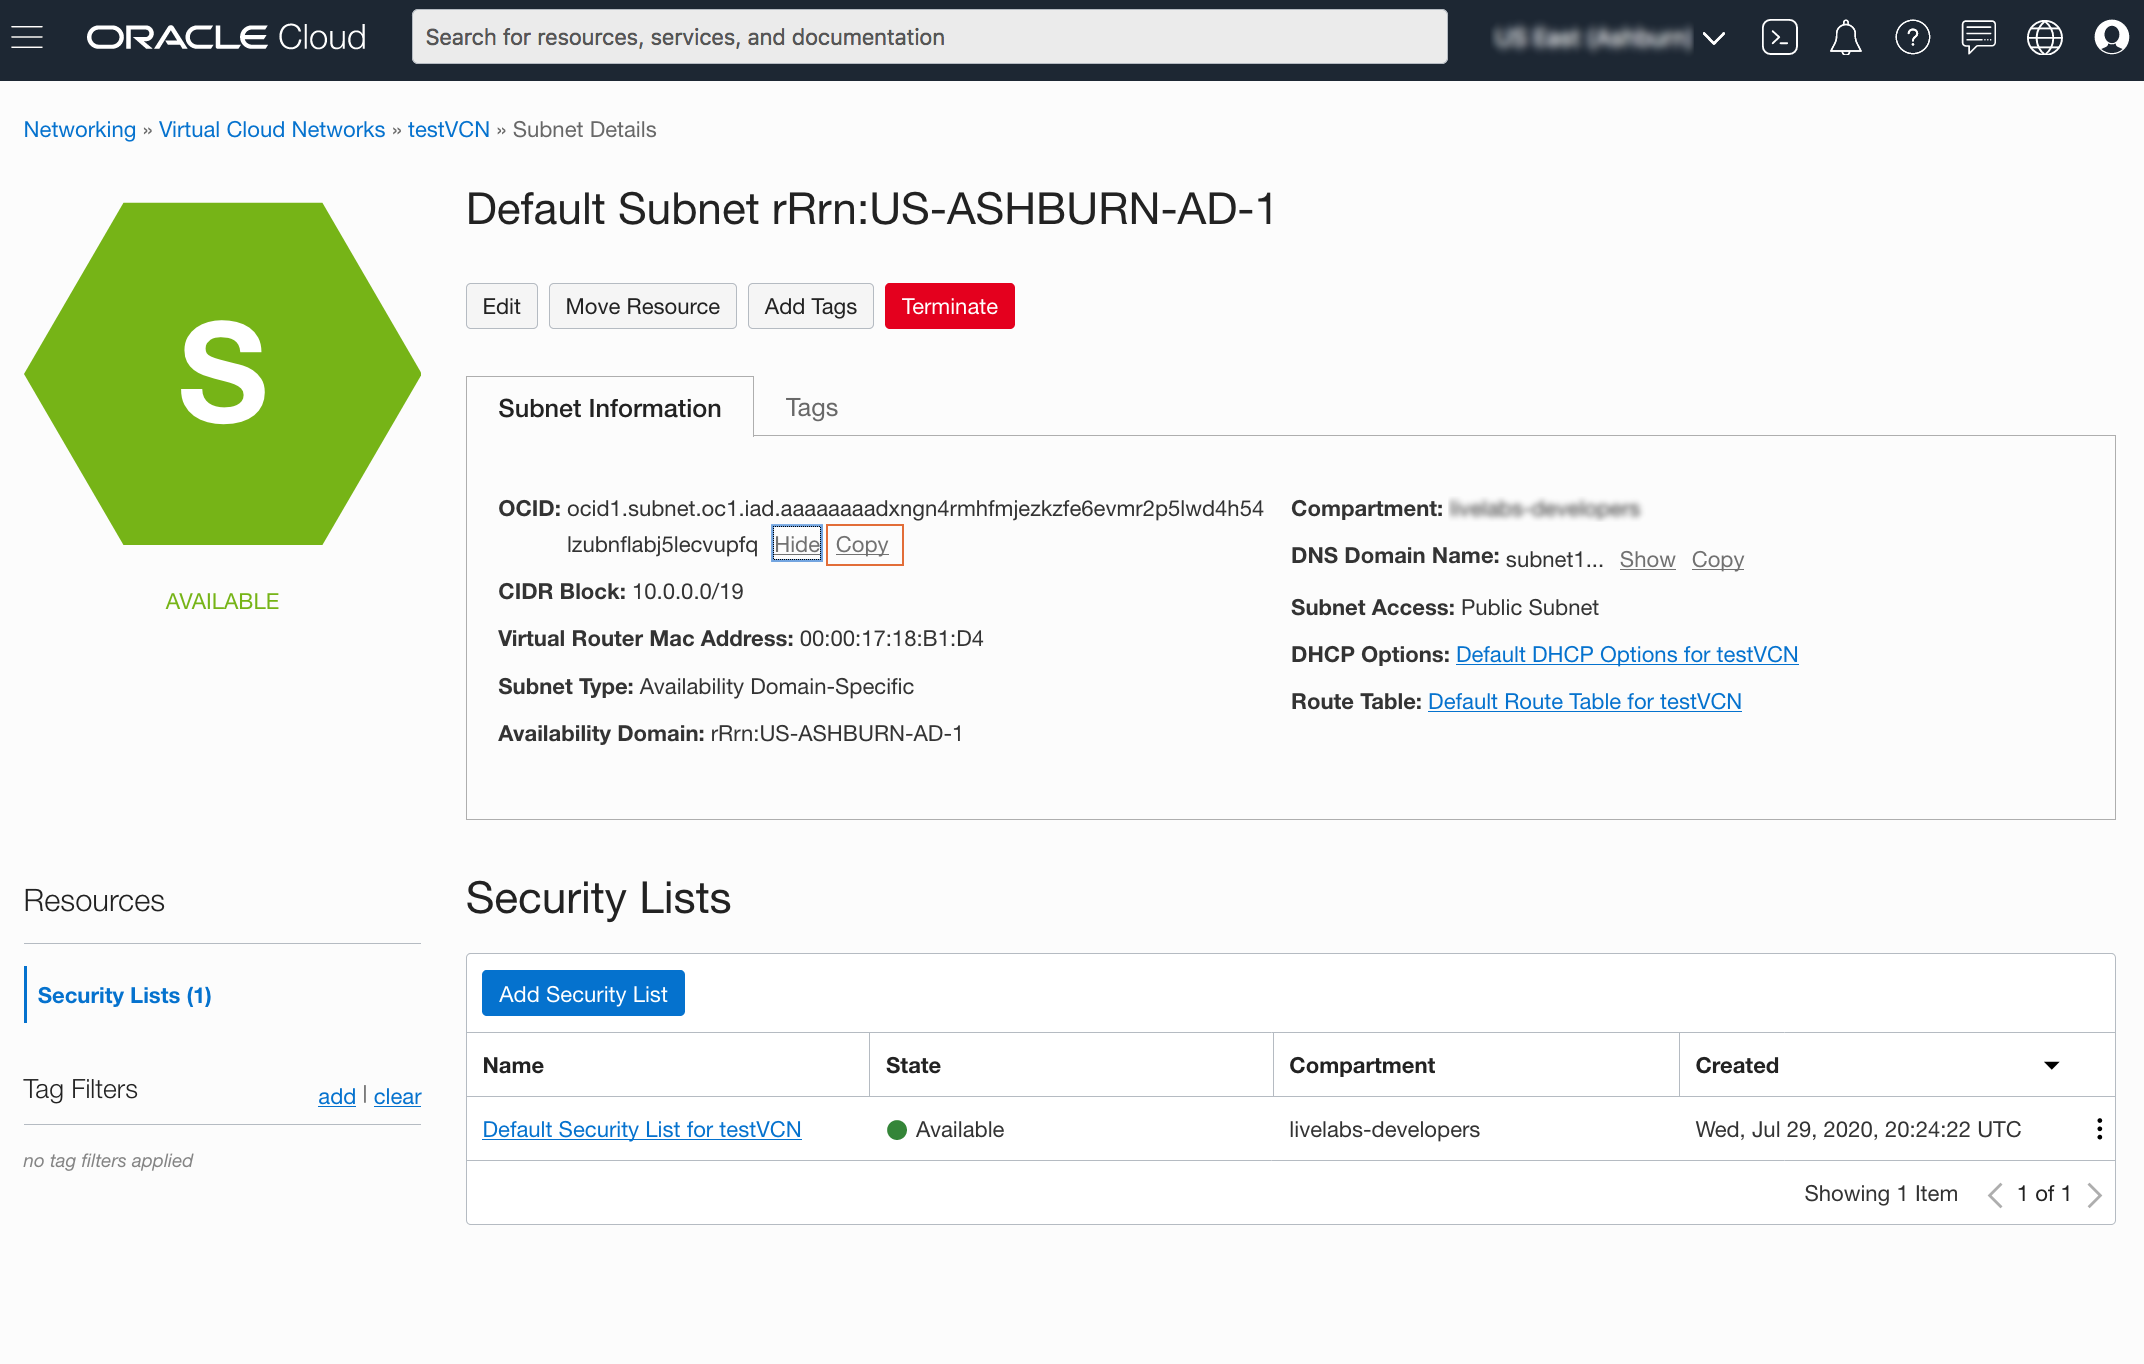 ORACLE Cloud
Search for resources, services, and documentation
Networking » Virtual Cloud Networks » testVCN » Subnet Details
S
AVAILABLE
Default Subnet rRrn:US-ASHBURN-AD-1
Edit
Move Resource
Add Tags
Terminate
Subnet Information
Tags
OCID: ocid1.subnet.oc1.iad.aaaaaaaadxngn4rmhfmjezkzfe6evmr2p5lwd4h54
lzubnflabj5lecvupfq Hide Copy
CIDR Block: 10.0.0.0/19
Virtual Router Mac Address: 00:00:17:18:B1:D4
Subnet Type: Availability Domain-Specific
Availability Domain: rRrn:US-ASHBURN-AD-1
Compartment:
DNS Domain Name: subnet1... Show Copy
Subnet Access: Public Subnet
DHCP Options: Default DHCP Options for testVCN
Route Table: Default Route Table for testVCN
Resources
Security Lists (1)
Tag Filters
add | clear
no tag filters applied
Security Lists
Add Security List
Name State Compartment Created
Default Security List for testVCN Available livelabs-developers Wed, Jul 29, 2020, 20:24:22 UTC
Showing 1 Item 1 of 1